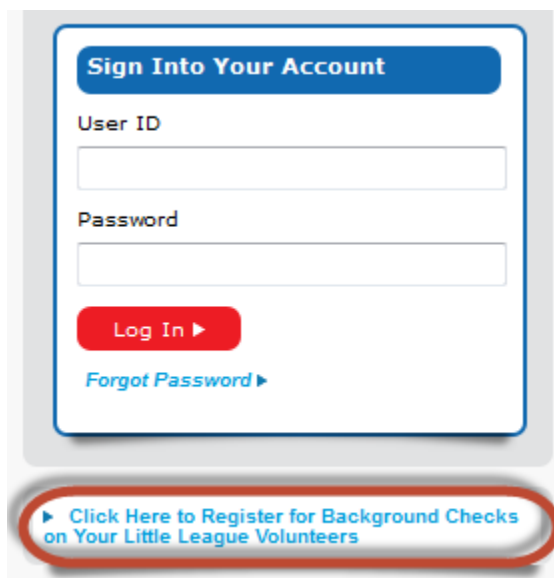 Sign Into Your Account
User ID
Password
Log In
Forgot Password
Click Here to Register for Background Checks
on Your Little League Volunteers